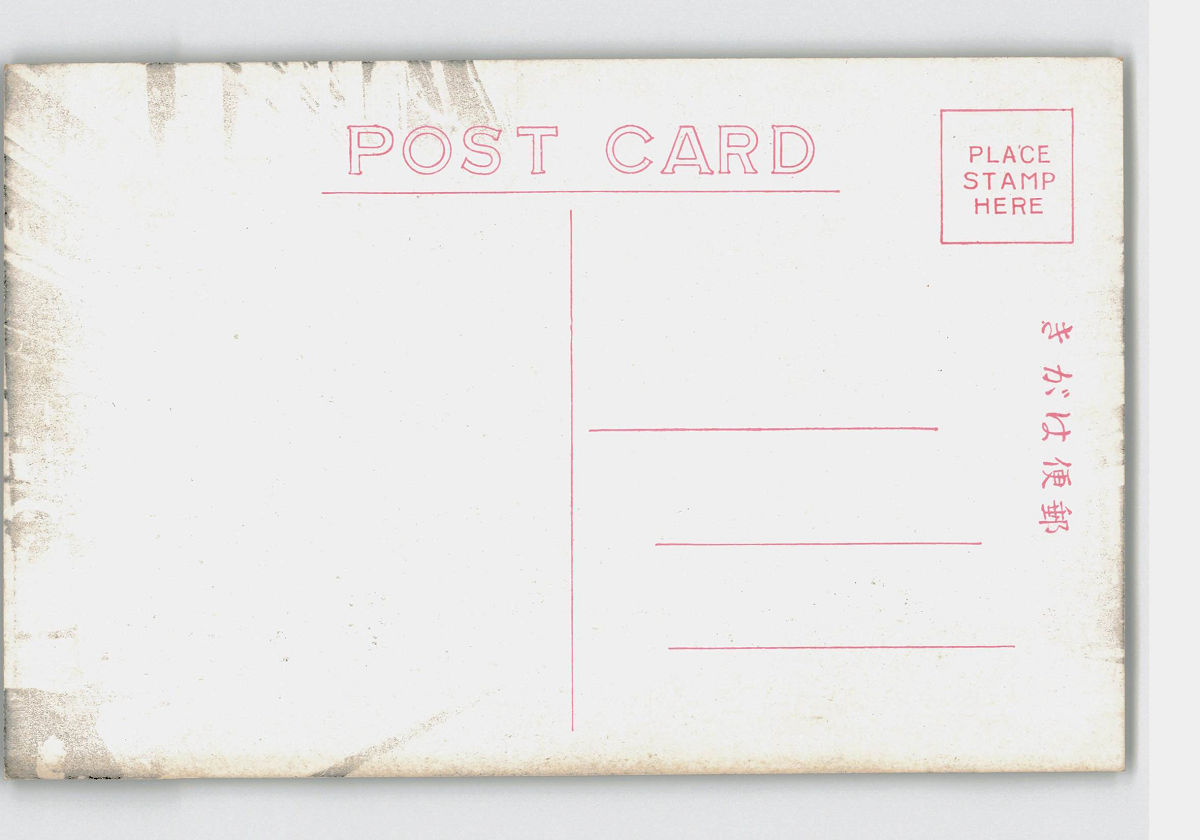 POST CARD
PLACE
STAMP
HERE
郵便はがき